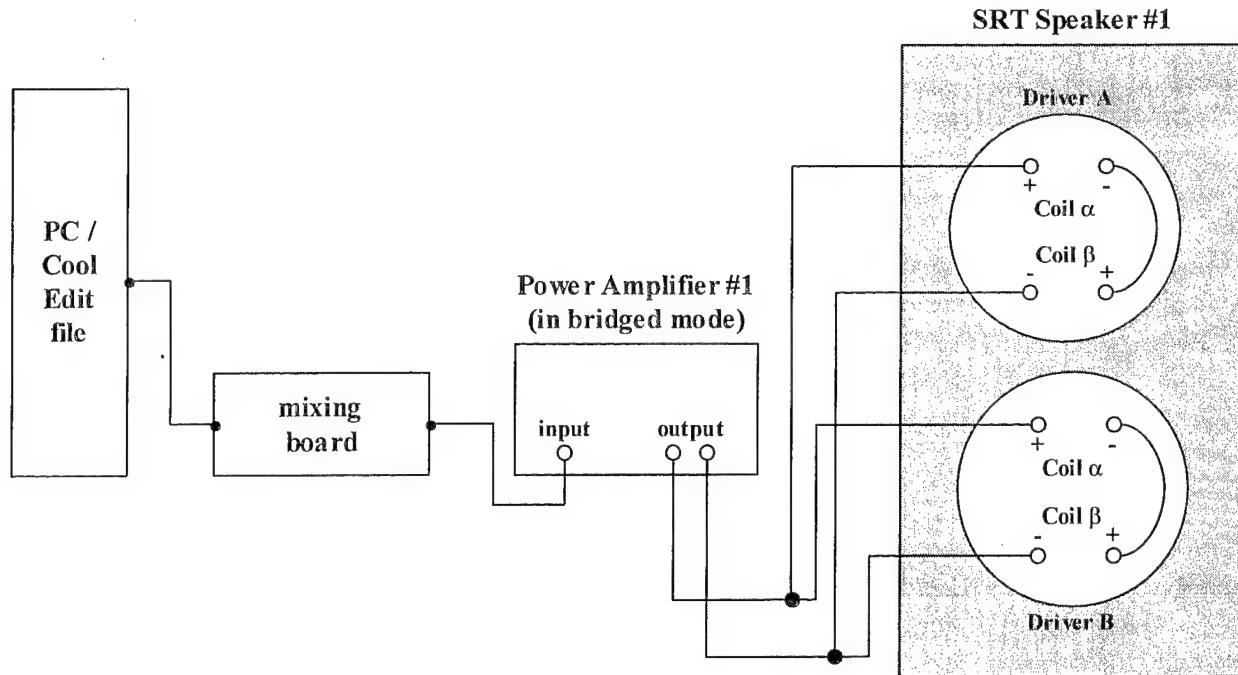 SRT Speaker #1
Driver A
+ -
Coil α
Coil β
- +
PC /
Cool
Edit
file
Power Amplifier #1
(in bridged mode)
mixing
board
input output
+ -
Coil α
Coil β
- +
Driver B